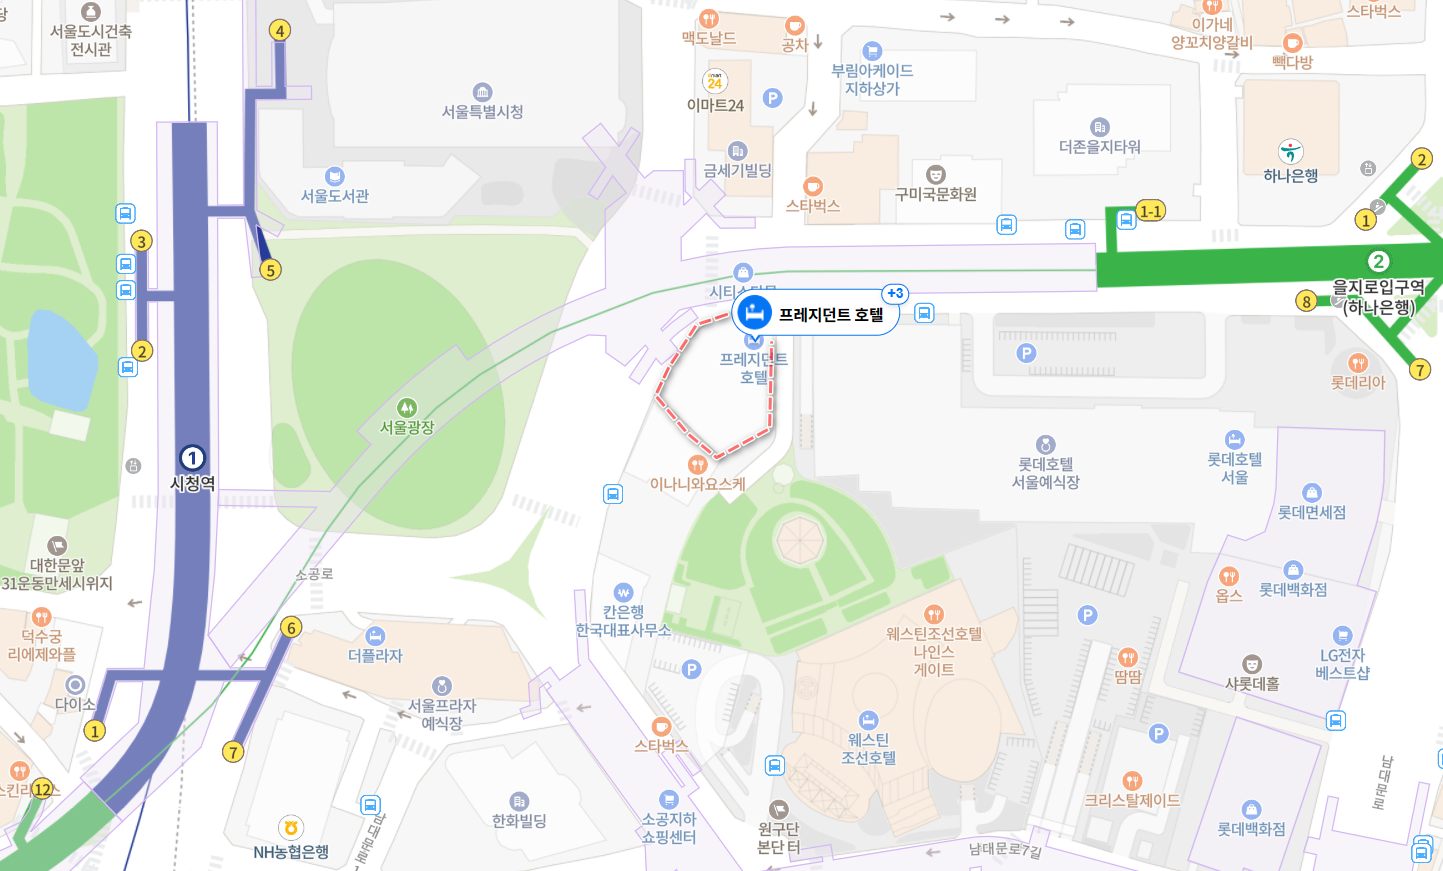 서울도시건축
전시관
4
서울특별시청
맥도날드
공차
이마트24
24
P
부림아케이드
지하상가
이가네
양꼬치양갈비
스타벅스
빽다방
더존을지타워
하나은행
2
1
금세기빌딩
스타벅스
구미국문화원
서울도서관
1-1
3
5
2
2
을지로입구역
(하나은행)
8
7
시티스타몰
+3
프레지던트 호텔
프레지던트
호텔
P
롯데리아
서울광장
1
시청역
이나니와요스케
롯데호텔
서울예식장
롯데호텔
서울
롯데면세점
대한문앞
31운동만세시위지
소공로
칸은행
한국대표사무소
웨스틴조선호텔
나인스
게이트
P
옵스
롯데백화점
LG전자
베스트샵
샤롯데홀
땀땀
덕수궁
리에제와플
6
더플라자
P
다이소
1
7
서울프라자
예식장
스타벅스
웨스틴
조선호텔
P
크리스탈제이드
남대문로
12
NH농협은행
한화빌딩
소공지하
쇼핑센터
원구단
본단 터
롯데백화점
남대문로7길
남대문로